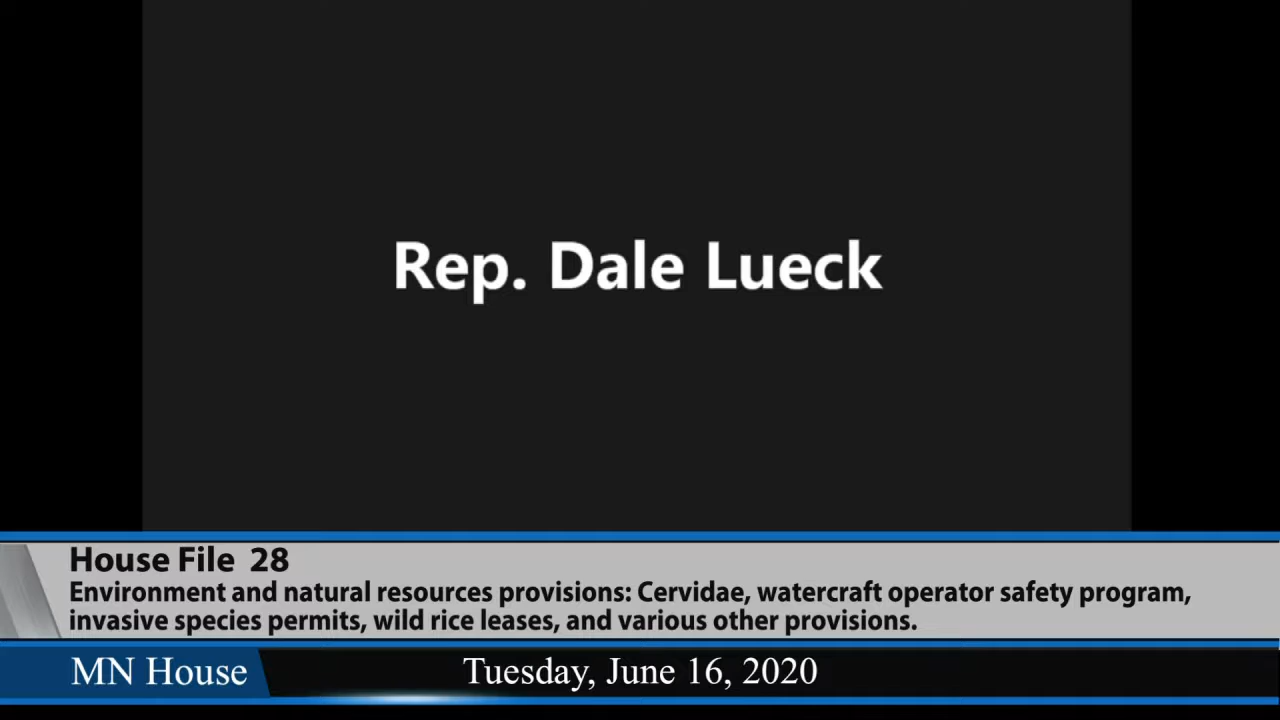 Rep. Dale Lueck
House File 28
Environment and natural resources provisions: Cervidae, watercraft operator safety program,
invasive species permits, wild rice leases, and various other provisions.
MN House
Tuesday, June 16, 2020